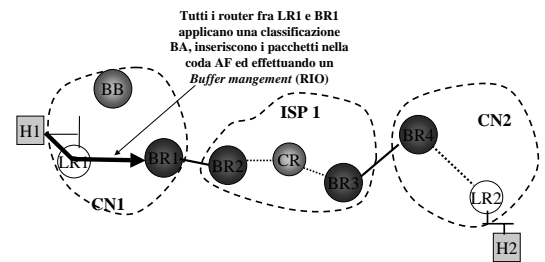 Tutti i router fra LR1 e BR1
applicano una classificazione
BA, inseriscono i pacchetti nella
coda AF ed effettuando un
Buffer mangement (RIO)
BB
ISP 1
CN2
H1
LR1
BR1
BR2
CR
BR3
BR4
CN1
LR2
H2